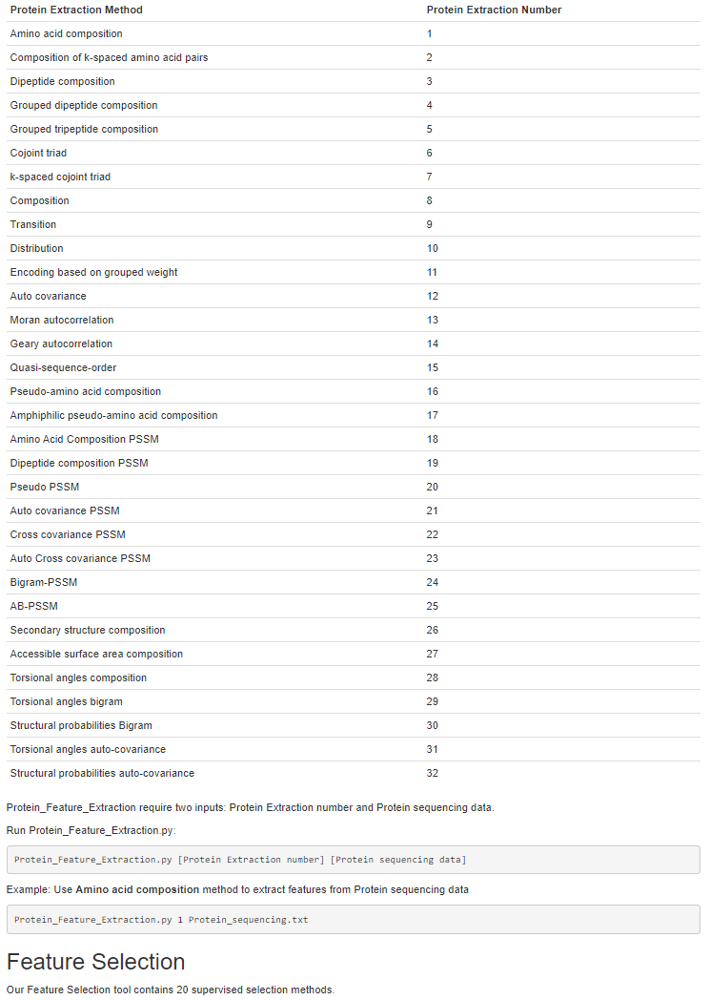 Protein Extraction Method Protein Extraction Number
Amino acid composition 1
Composition of k-spaced amino acid pairs 2
Dipeptide composition 3
Grouped dipeptide composition 4
Grouped tripeptide composition 5
Cojoint triad 6
k-spaced cojoint triad 7
Composition 8
Transition 9
Distribution 10
Encoding based on grouped weight 11
Auto covariance 12
Moran autocorrelation 13
Geary autocorrelation 14
Quasi-sequence-order 15
Pseudo-amino acid composition 16
Amphiphilic pseudo-amino acid composition 17
Amino Acid Composition PSSM 18
Dipeptide composition PSSM 19
Pseudo PSSM 20
Auto covariance PSSM 21
Cross covariance PSSM 22
Auto Cross covariance PSSM 23
Bigram-PSSM 24
AB-PSSM 25
Secondary structure composition 26
Accessible surface area composition 27
Torsional angles composition 28
Torsional angles bigram 29
Structural probabilities Bigram 30
Torsional angles auto-covariance 31
Structural probabilities auto-covariance 32
Protein_Feature_Extraction require two inputs: Protein Extraction number and Protein sequencing data.
Run Protein_Feature_Extraction.py:
Protein_Feature_Extraction.py [Protein Extraction number] [Protein sequencing data]
Example: Use Amino acid composition method to extract features from Protein sequencing data
Protein_Feature_Extraction.py 1 Protein_sequencing.txt
Feature Selection
Our Feature Selection tool contains 20 supervised selection methods.